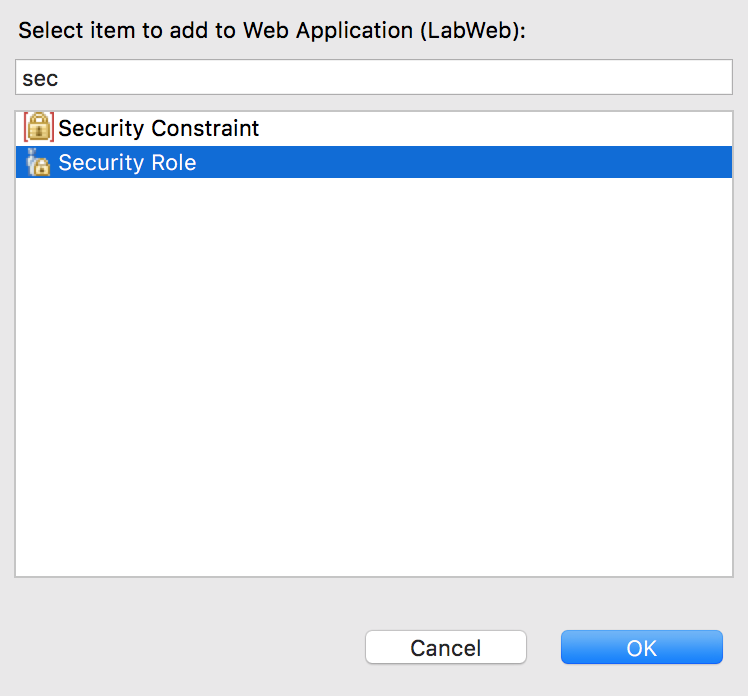 Select item to add to Web Application (LabWeb):
sec
Security Constraint
Security Role
Cancel
OK